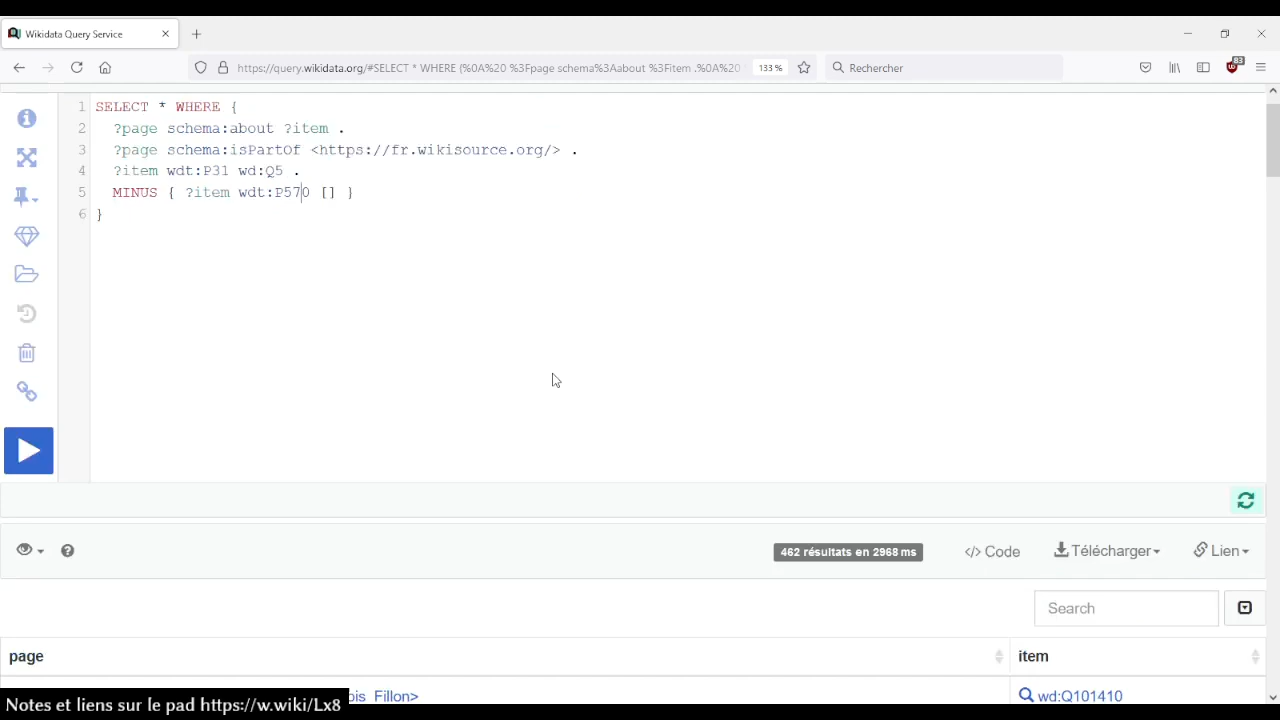 Wikidata Query Service
https://query.wikidata.org/#SELECT * WHERE {%0A%20 %3Fpage schema%3Aabout %3Fitem .%0A%20
133 %
Rechercher
83
1 SELECT * WHERE {
2 ?page schema:about ?item .
3 ?page schema:isPartOf <https://fr.wikisource.org/> .
4 ?item wdt:P31 wd:Q5 .
5 MINUS { ?item wdt:P570 [] }
6 }
462 résultats en 2968 ms
</> Code
Télécharger
Lien
Search
page
item
ois_Fillon>
wd:Q101410
Notes et liens sur le pad https://w.wiki/Lx8